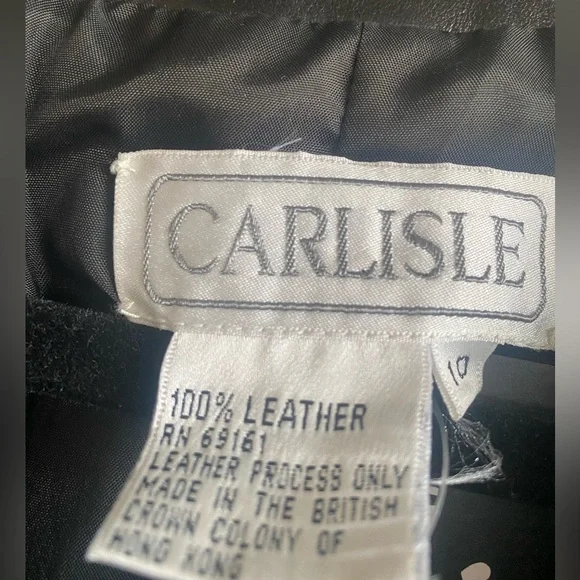 CARLISLE
10
100% LEATHER
RN 69161
LEATHER PROCESS ONLY
MADE IN THE BRITISH
CROWN COLONY OF
HONG KONG